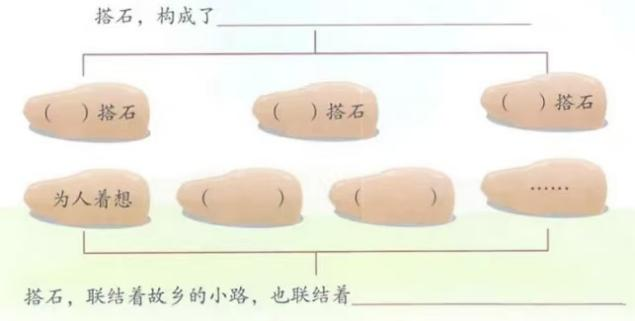 搭石，构成了
（ ）搭石 （ ）搭石 （ ）搭石
为人着想 （ ） （ ） ……
搭石，联结着故乡的小路，也联结着